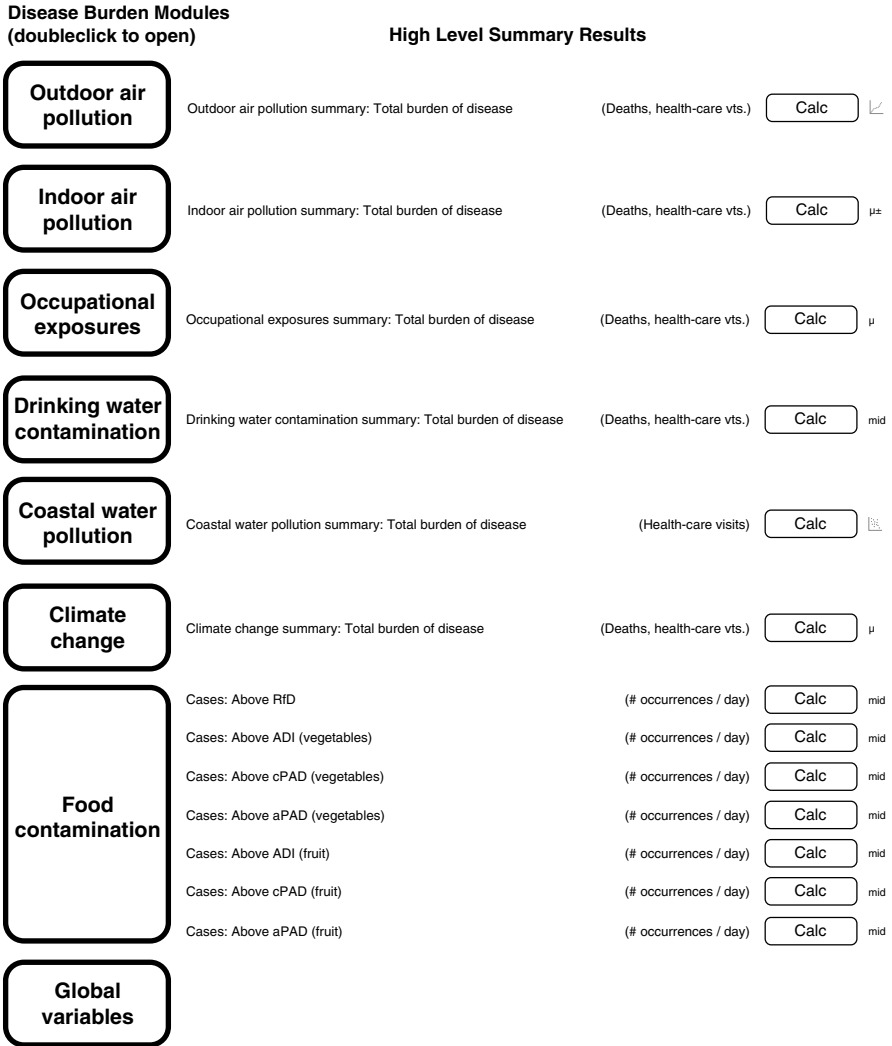 Disease Burden Modules
(doubleclick to open)
High Level Summary Results
Outdoor air
pollution
Outdoor air pollution summary: Total burden of disease (Deaths, health-care vts.) Calc
Indoor air
pollution
Indoor air pollution summary: Total burden of disease (Deaths, health-care vts.) Calc µ±
Occupational
exposures
Occupational exposures summary: Total burden of disease (Deaths, health-care vts.) Calc µ
Drinking water
contamination
Drinking water contamination summary: Total burden of disease (Deaths, health-care vts.) Calc mid
Coastal water
pollution
Coastal water pollution summary: Total burden of disease (Health-care visits) Calc
Climate
change
Climate change summary: Total burden of disease (Deaths, health-care vts.) Calc µ
Food
contamination
Cases: Above RfD (# occurrences / day) Calc mid
Cases: Above ADI (vegetables) (# occurrences / day) Calc mid
Cases: Above cPAD (vegetables) (# occurrences / day) Calc mid
Cases: Above aPAD (vegetables) (# occurrences / day) Calc mid
Cases: Above ADI (fruit) (# occurrences / day) Calc mid
Cases: Above cPAD (fruit) (# occurrences / day) Calc mid
Cases: Above aPAD (fruit) (# occurrences / day) Calc mid
Global
variables